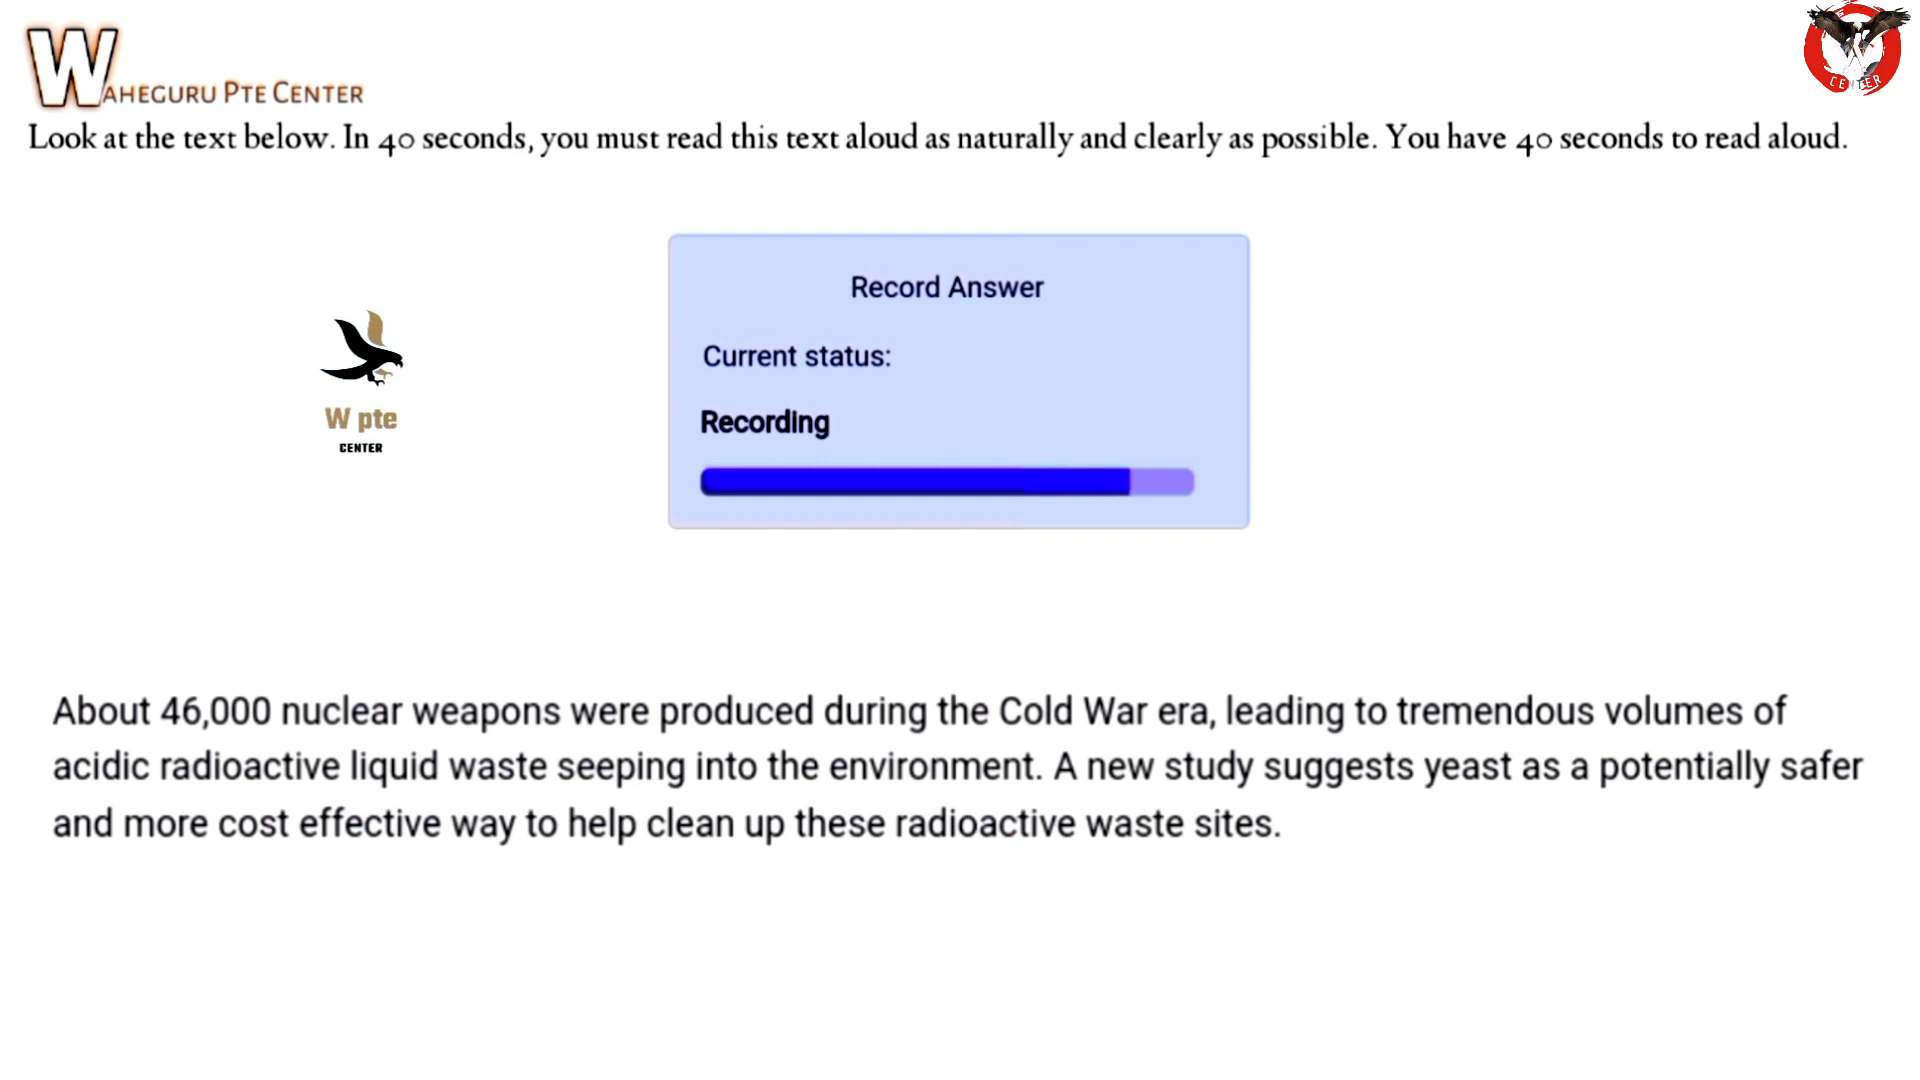 WAHEGURU PTE CENTER
CENTER
Look at the text below. In 40 seconds, you must read this text aloud as naturally and clearly as possible. You have 40 seconds to read aloud.
Record Answer
Current status:
Recording
W pte
CENTER
About 46,000 nuclear weapons were produced during the Cold War era, leading to tremendous volumes of
acidic radioactive liquid waste seeping into the environment. A new study suggests yeast as a potentially safer
and more cost effective way to help clean up these radioactive waste sites.